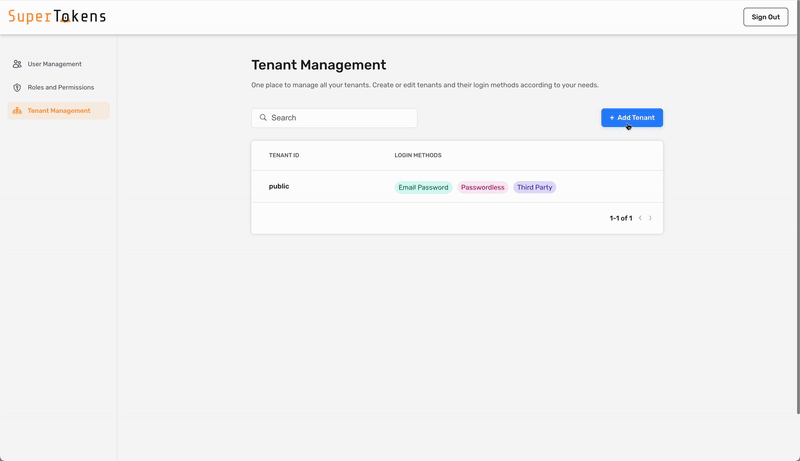 SuperTokens
Sign Out
User Management
Roles and Permissions
Tenant Management
Tenant Management
One place to manage all your tenants. Create or edit tenants and their login methods according to your needs.
Search
+ Add Tenant
TENANT ID LOGIN METHODS
public Email Password Passwordless Third Party
1-1 of 1